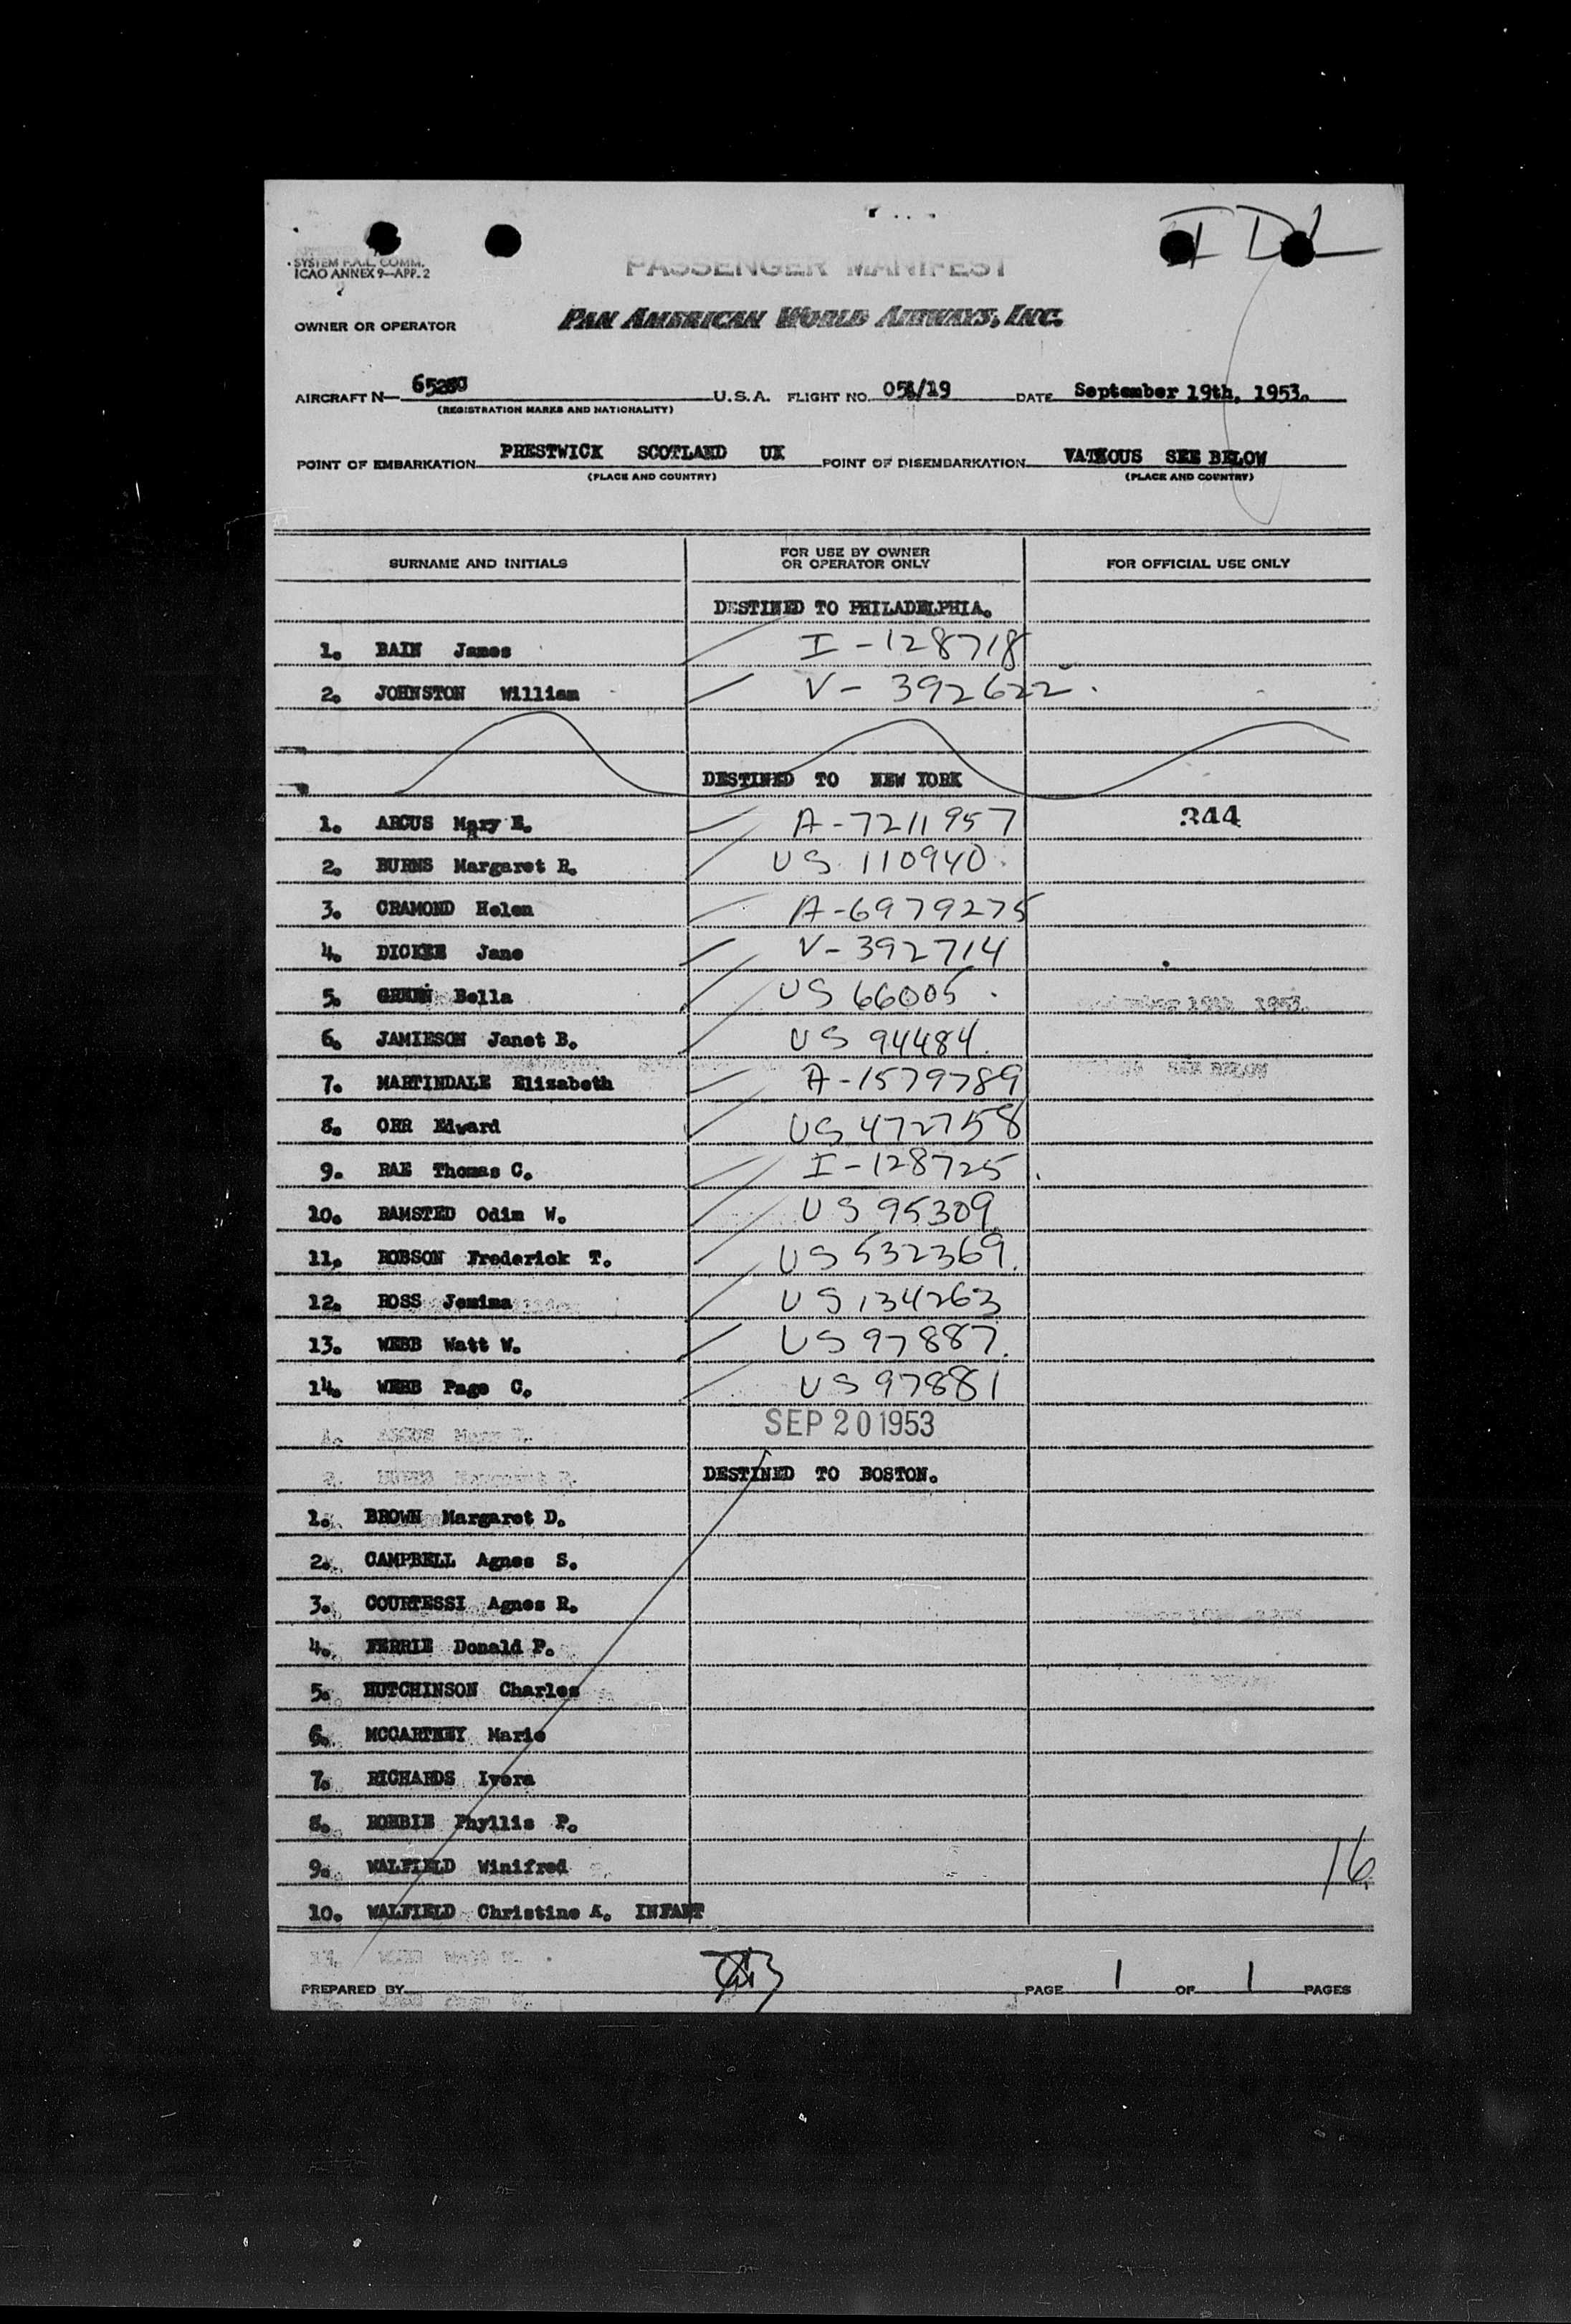 IDL
SYSTEM F.A.L. COMM.
ICAO ANNEX 9—APP. 2
PASSENGER MANIFEST
OWNER OR OPERATOR PAN AMERICAN WORLD AIRWAYS, INC.
AIRCRAFT N— U.S.A. FLIGHT NO. DATE September 19th, 1953.
(REGISTRATION MARKS AND NATIONALITY)
POINT OF EMBARKATION PRESTWICK SCOTLAND UK POINT OF DISEMBARKATION SEE BELOW
(PLACE AND COUNTRY) (PLACE AND COUNTRY)
SURNAME AND INITIALS FOR USE BY OWNER OR OPERATOR ONLY FOR OFFICIAL USE ONLY
DESTINED TO PHILADELPHIA.
1. BAIN James I-128718
2. JOHNSTON William V- 392622
DESTINED TO NEW YORK
1. ARGUS Mary E. A-7211957 344
2. BURNS Margaret R. US 110940
3. CRAMOND Helen A-6979275
4. DICKEE Jane V-392714
5. GREEN Bella US 66005
6. JAMIESON Janet B. US 94484
7. MARTINDALE Elizabeth A-1579789
8. ORR Edward US 472758
9. RAE Thomas C. I-128725
10. RAMSTED Odin W. US 95309
11. ROBSON Frederick T. US 532369
12. ROSS Jemima US 134263
13. WEBB Watt W. US 97887
14. WEBB Page C. US 97881
SEP 20 1953
DESTINED TO BOSTON.
1. BROWN Margaret D.
2. CAMPBELL Agnes S.
3. COURTESSI Agnes R.
4. FERRIE Donald P.
5. HUTCHINSON Charles
6. MCCARTNEY Marie
7. RICHARDS Ivora
8. ROBBIE Phyllis P.
9. WALFIELD Winifred
10. WALFIELD Christine A. INFANT
16
PREPARED BY PAGE 1 OF 1 PAGES